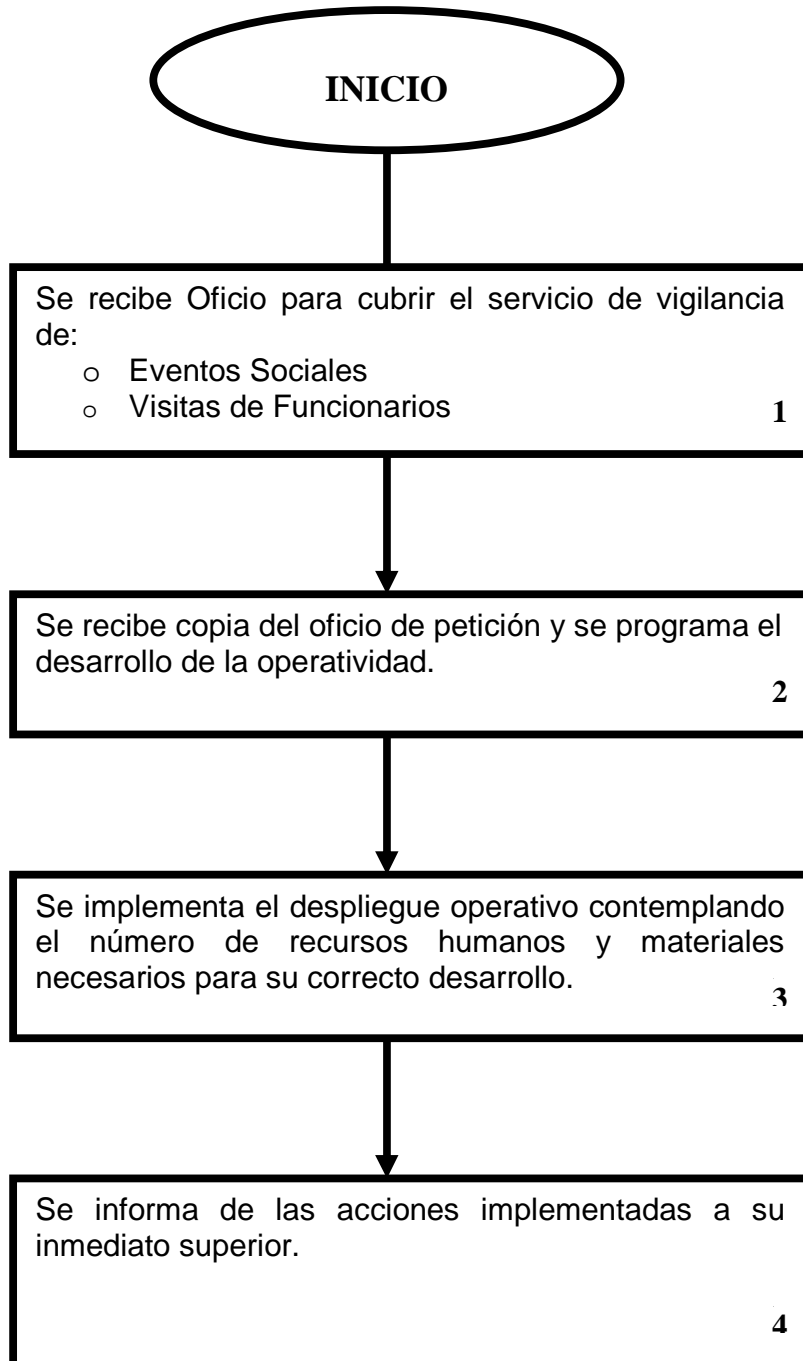 INICIO
Se recibe Oficio para cubrir el servicio de vigilancia
de:
o Eventos Sociales
o Visitas de Funcionarios
1
Se recibe copia del oficio de petición y se programa el
desarrollo de la operatividad.
2
Se implementa el despliegue operativo contemplando
el número de recursos humanos y materiales
necesarios para su correcto desarrollo.
3
Se informa de las acciones implementadas a su
inmediato superior.
4